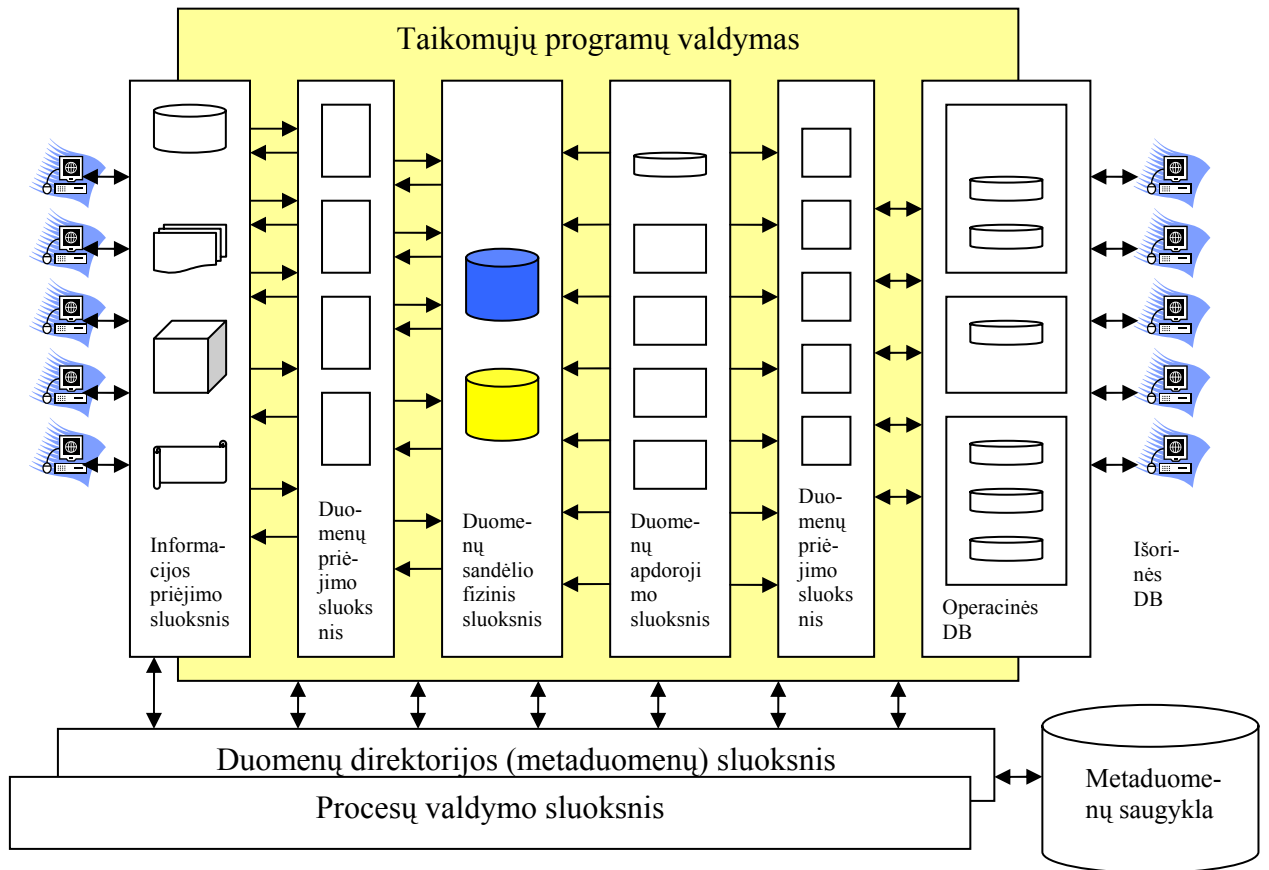 Taikomųjų programų valdymas
Informa-
cijos
priėjimo
sluoksnis
Duo-
menų
priė-
jimo
sluoks
nis
Duome-
nų
sandėlio
fizinis
sluoksnis
Duome-
nų
apdoroji
mo
sluoksnis
Duo-
menų
priė-
jimo
sluoks
nis
Operacinės
DB
Išori-
nės
DB
Duomenų direktorijos (metaduomenų) sluoksnis
Procesų valdymo sluoksnis
Metaduome-
nų saugykla